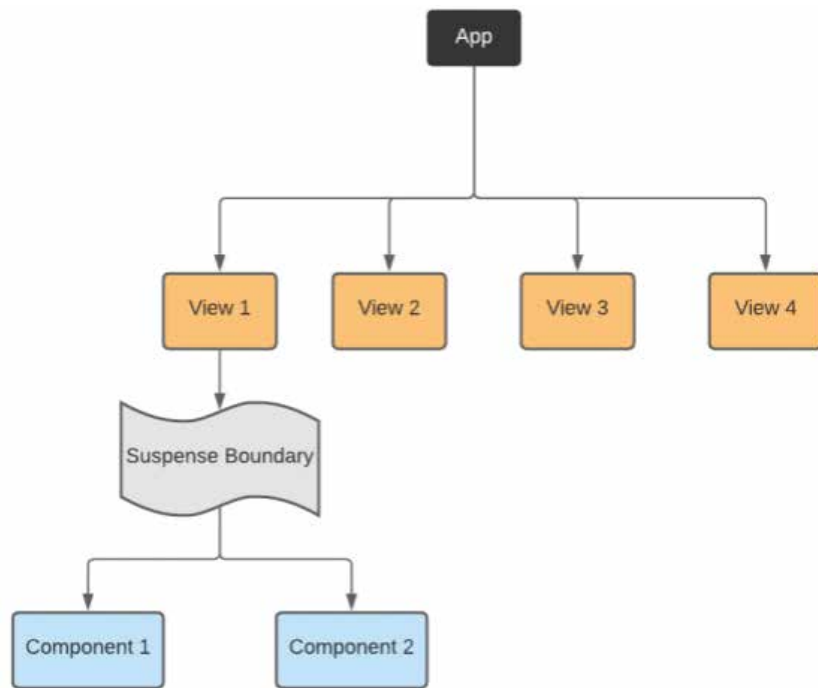 App
View 1
View 2
View 3
View 4
Suspense Boundary
Component 1
Component 2